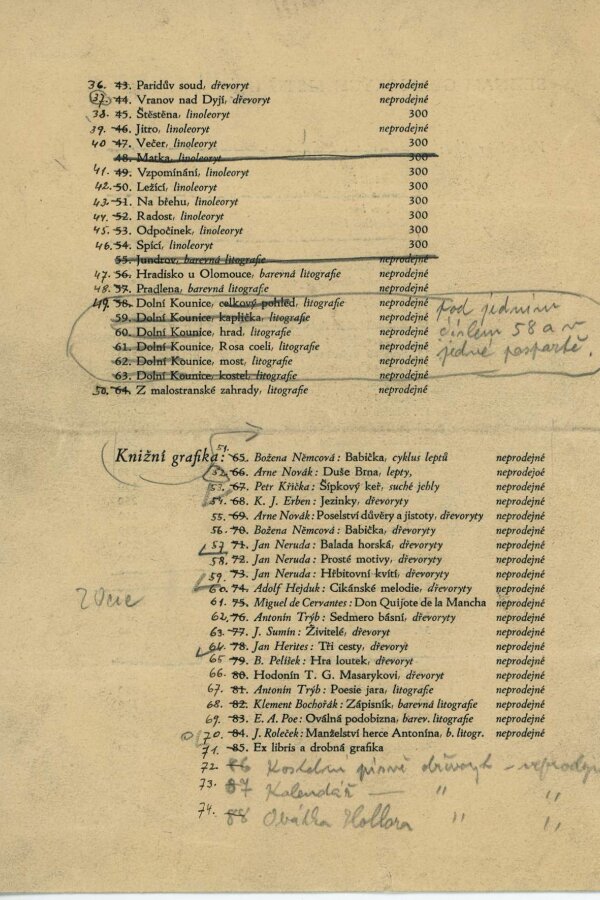 36. 43. Paridův soud, dřevoryt neprodejné
37. 44. Vranov nad Dyjí, dřevoryt neprodejné
38. 45. Štěstěna, linoleoryt 300
39. 46. Jitro, linoleoryt neprodejné
40 47. Večer, linoleoryt 300
48. Matka, linoleoryt 300
41. 49. Vzpomínání, linoleoryt 300
42. 50. Ležící, linoleoryt 300
43. 51. Na břehu, linoleoryt 300
44. 52. Radost, linoleoryt 300
45. 53. Odpočinek, linoleoryt 300
46. 54. Spící, linoleoryt 300
55. Jundrov, barevná litografie neprodejné
47. 56. Hradisko u Olomouce, barevná litografie neprodejné
48. 57. Pradlena, barevná litografie neprodejné
49. 58. Dolní Kounice, celkový pohled, litografie neprodejné
59. Dolní Kounice, kaplička, litografie neprodejné
60. Dolní Kounice, hrad, litografie neprodejné
61. Dolní Kounice, Rosa coeli, litografie neprodejné
62. Dolní Kounice, most, litografie neprodejné
63. Dolní Kounice, kostel, litografie neprodejné
50. 64. Z malostranské zahrady, litografie neprodejné
pod jedním
číslem 58 a v
jedné paspartě.
Knižní grafika:
51. 65. Božena Němcová: Babička, cyklus leptů neprodejné
52. 66. Arne Novák: Duše Brna, lepty, neprodejoé
53. 67. Petr Křička: Šípkový keř, suché jehly neprodejné
54. 68. K. J. Erben: Jezinky, dřevoryty neprodejné
55. 69. Arne Novák: Poselství důvěry a jistoty, dřevoryty neprodejné
56. 70. Božena Němcová: Babička, dřevoryty neprodejné
57 71. Jan Neruda: Balada horská, dřevoryty neprodejné
58. 72. Jan Neruda: Prosté motivy, dřevoryty neprodejné
59. 73. Jan Neruda: Hřbitovní kvítí, dřevoryty neprodejné
60. 74. Adolf Hejduk: Cikánské melodie, dřevoryty neprodejné
61. 75. Miguel de Cervantes: Don Quijote de la Mancha neprodejné
62. 76. Antonín Trýb: Sedmero básní, dřevoryty neprodejné
63. 77. J. Sumín: Živitelé, dřevoryt neprodejné
64. 78. Jan Herites: Tři cesty, dřevoryt neprodejné
65 79. B. Pelíšek: Hra loutek, dřevoryt neprodejné
66. 80. Hodonín T. G. Masarykovi, dřevoryt neprodejné
67. 81. Antonín Trýb: Poesie jara, litografie neprodejné
68. 82. Klement Bochořák: Zápisník, barevná litografie neprodejné
69. 83. E. A. Poe: Oválná podobizna, barev. litografie neprodejné
70. 84. J. Roleček: Manželství herce Antonína, b. litogr. neprodejné
71. 85. Ex libris a drobná grafika
72. 86 Kostelní písně dřevoryt -
73. 87 Kalendář — " "
74. 88 Obálka Hollara " "